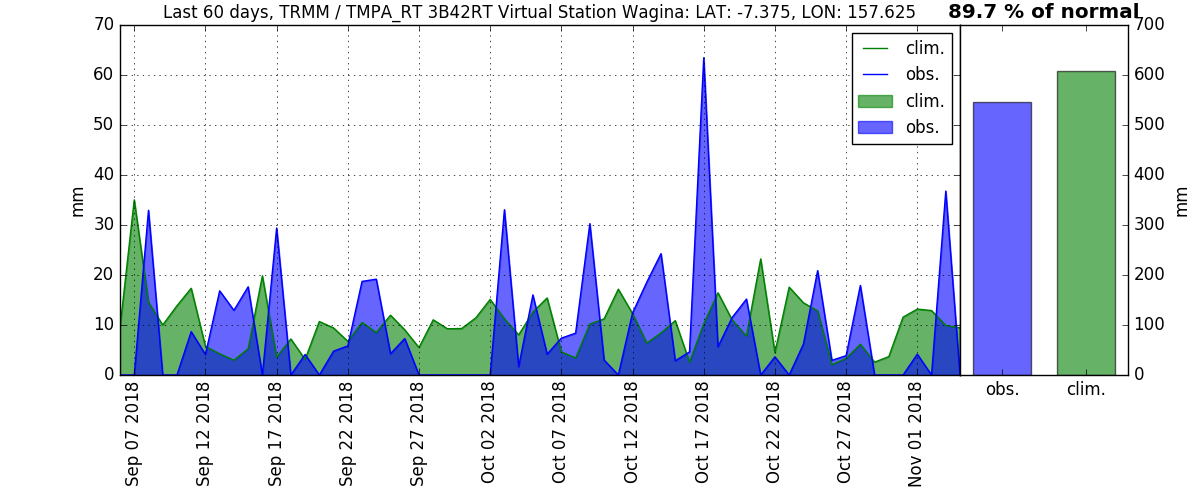 Last 60 days, TRMM / TMPA_RT 3B42RT Virtual Station Wagina: LAT: -7.375, LON: 157.625
89.7 % of normal
70
60
50
40
30
20
10
0
mm
clim.
obs.
clim.
obs.
700
600
500
400
300
200
100
0
mm
Sep 07 2018
Sep 12 2018
Sep 17 2018
Sep 22 2018
Sep 27 2018
Oct 02 2018
Oct 07 2018
Oct 12 2018
Oct 17 2018
Oct 22 2018
Oct 27 2018
Nov 01 2018
obs.
clim.